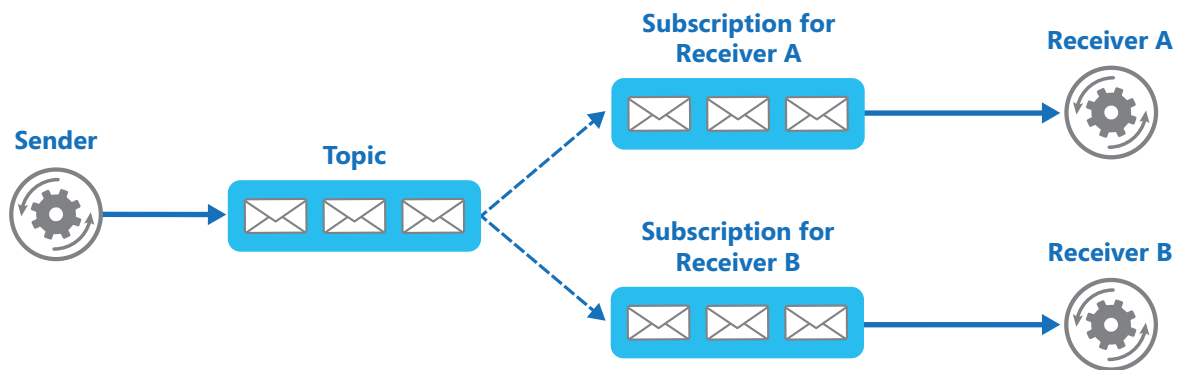 Sender
Topic
Subscription for
Receiver A
Receiver A
Subscription for
Receiver B
Receiver B